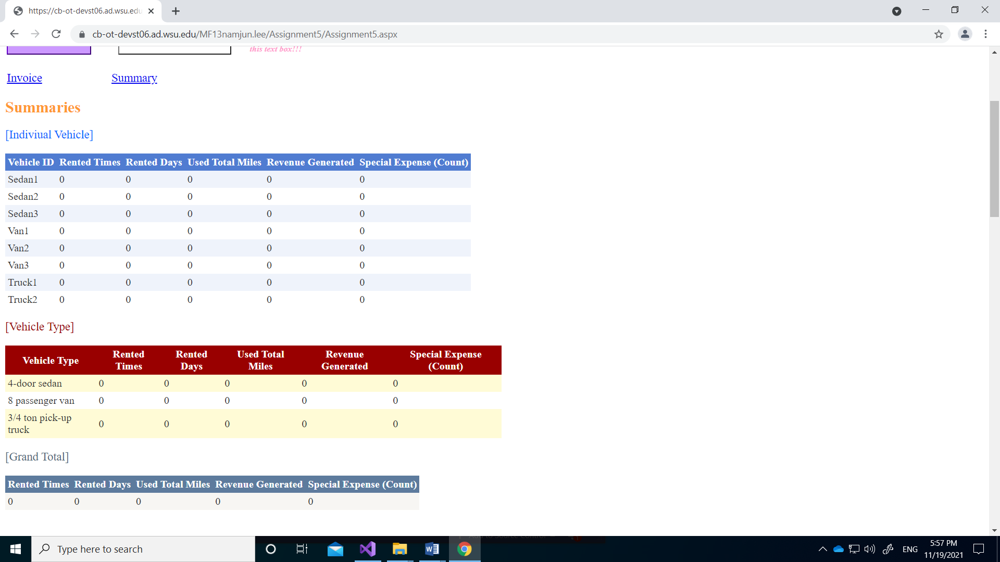 https://cb-ot-devst06.ad.wsu.edu
cb-ot-devst06.ad.wsu.edu/MF13namjun.lee/Assignment5/Assignment5.aspx
this text box!!!
Invoice Summary
Summaries
[Indiviual Vehicle]
Vehicle ID Rented Times Rented Days Used Total Miles Revenue Generated Special Expense (Count)
Sedan1 0 0 0 0 0
Sedan2 0 0 0 0 0
Sedan3 0 0 0 0 0
Van1 0 0 0 0 0
Van2 0 0 0 0 0
Van3 0 0 0 0 0
Truck1 0 0 0 0 0
Truck2 0 0 0 0 0
[Vehicle Type]
Vehicle Type Rented Times Rented Days Used Total Miles Revenue Generated Special Expense (Count)
4-door sedan 0 0 0 0 0
8 passenger van 0 0 0 0 0
3/4 ton pick-up truck 0 0 0 0 0
[Grand Total]
Rented Times Rented Days Used Total Miles Revenue Generated Special Expense (Count)
0 0 0 0 0
Type here to search
ENG
5:57 PM
11/19/2021